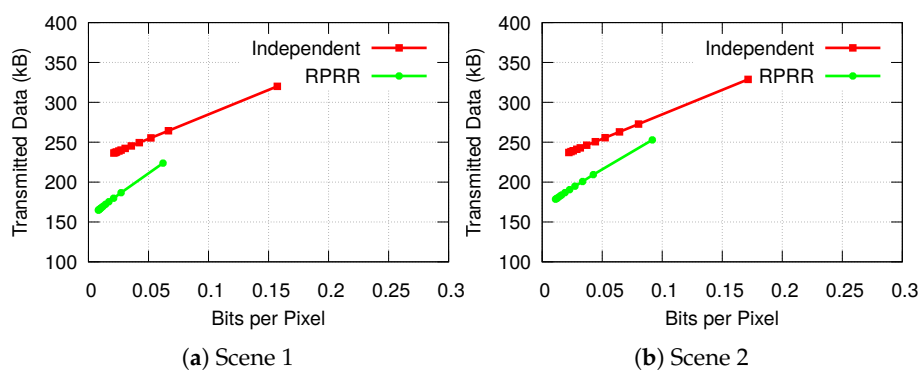 400
350
300
250
200
150
100
Transmitted Data (kB)
Independent
RPRR
0 0.05 0.1 0.15 0.2 0.25 0.3
Bits per Pixel
(a) Scene 1
400
350
300
250
200
150
100
Transmitted Data (kB)
Independent
RPRR
0 0.05 0.1 0.15 0.2 0.25 0.3
Bits per Pixel
(b) Scene 2